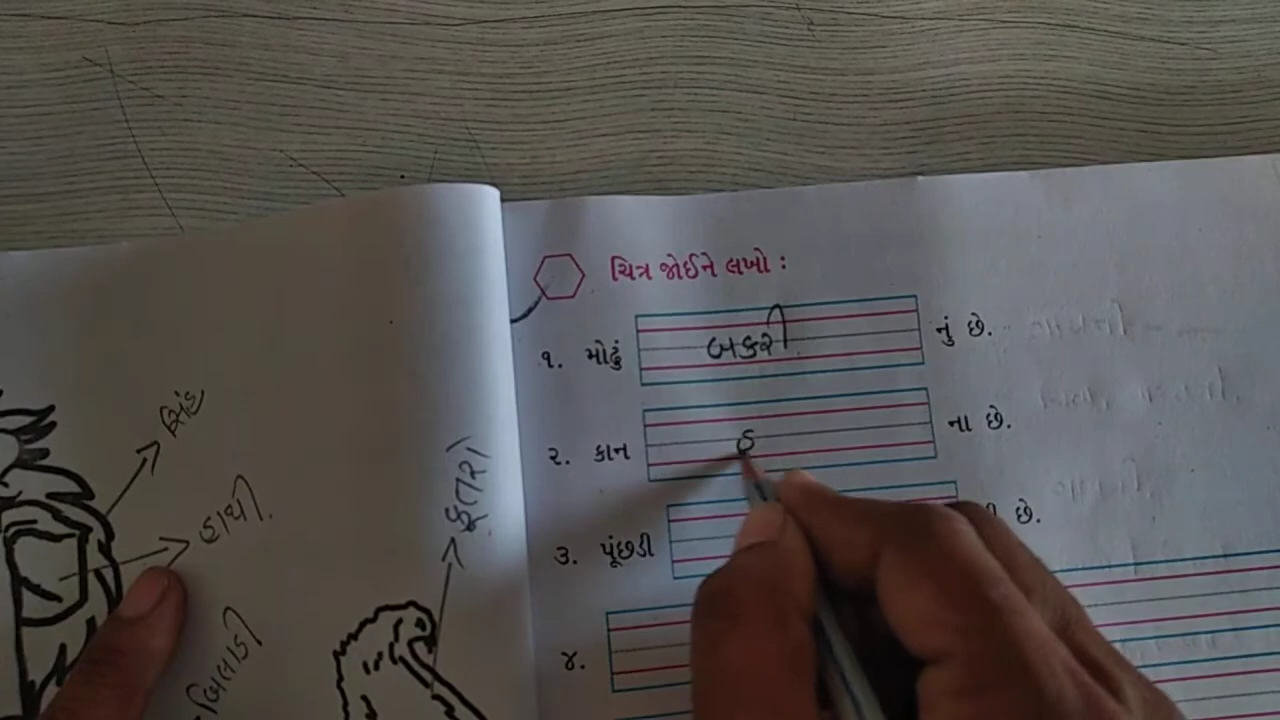 ચિત્ર જોઈને લખો :
૧. મોઢું બકરી નું છે.
૨. કાન હ ના છે.
૩. પૂંછડી છે.
૪.
સિંહ
હાથી.
બિલાડી
કૂતરો